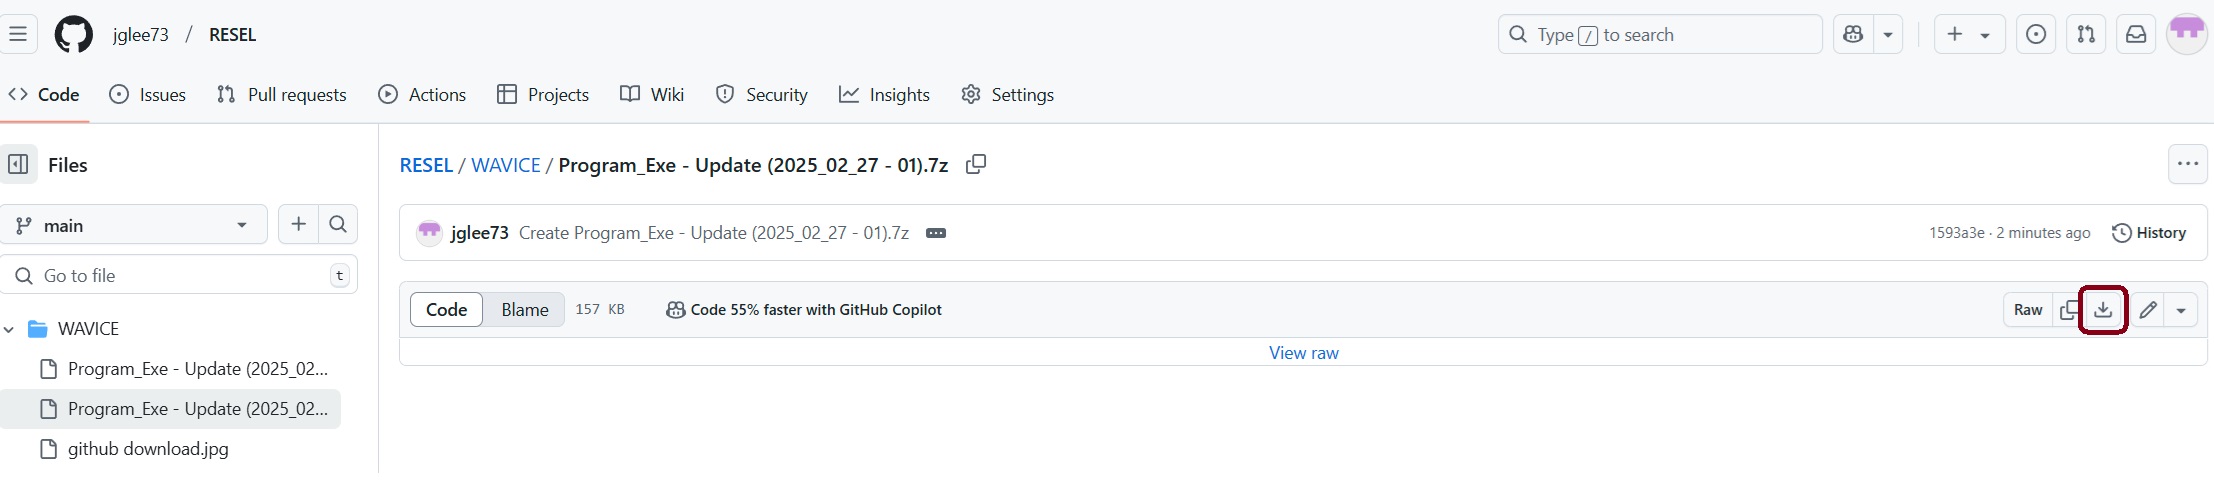 jglee73 / RESEL
Type / to search
Code Issues Pull requests Actions Projects Wiki Security Insights Settings
Files
main
Go to file t
WAVICE
Program_Exe - Update (2025_02...
Program_Exe - Update (2025_02...
github download.jpg
RESEL / WAVICE / Program_Exe - Update (2025_02_27 - 01).7z
jglee73 Create Program_Exe - Update (2025_02_27 - 01).7z
1593a3e · 2 minutes ago History
Code Blame 157 KB Code 55% faster with GitHub Copilot
Raw
View raw